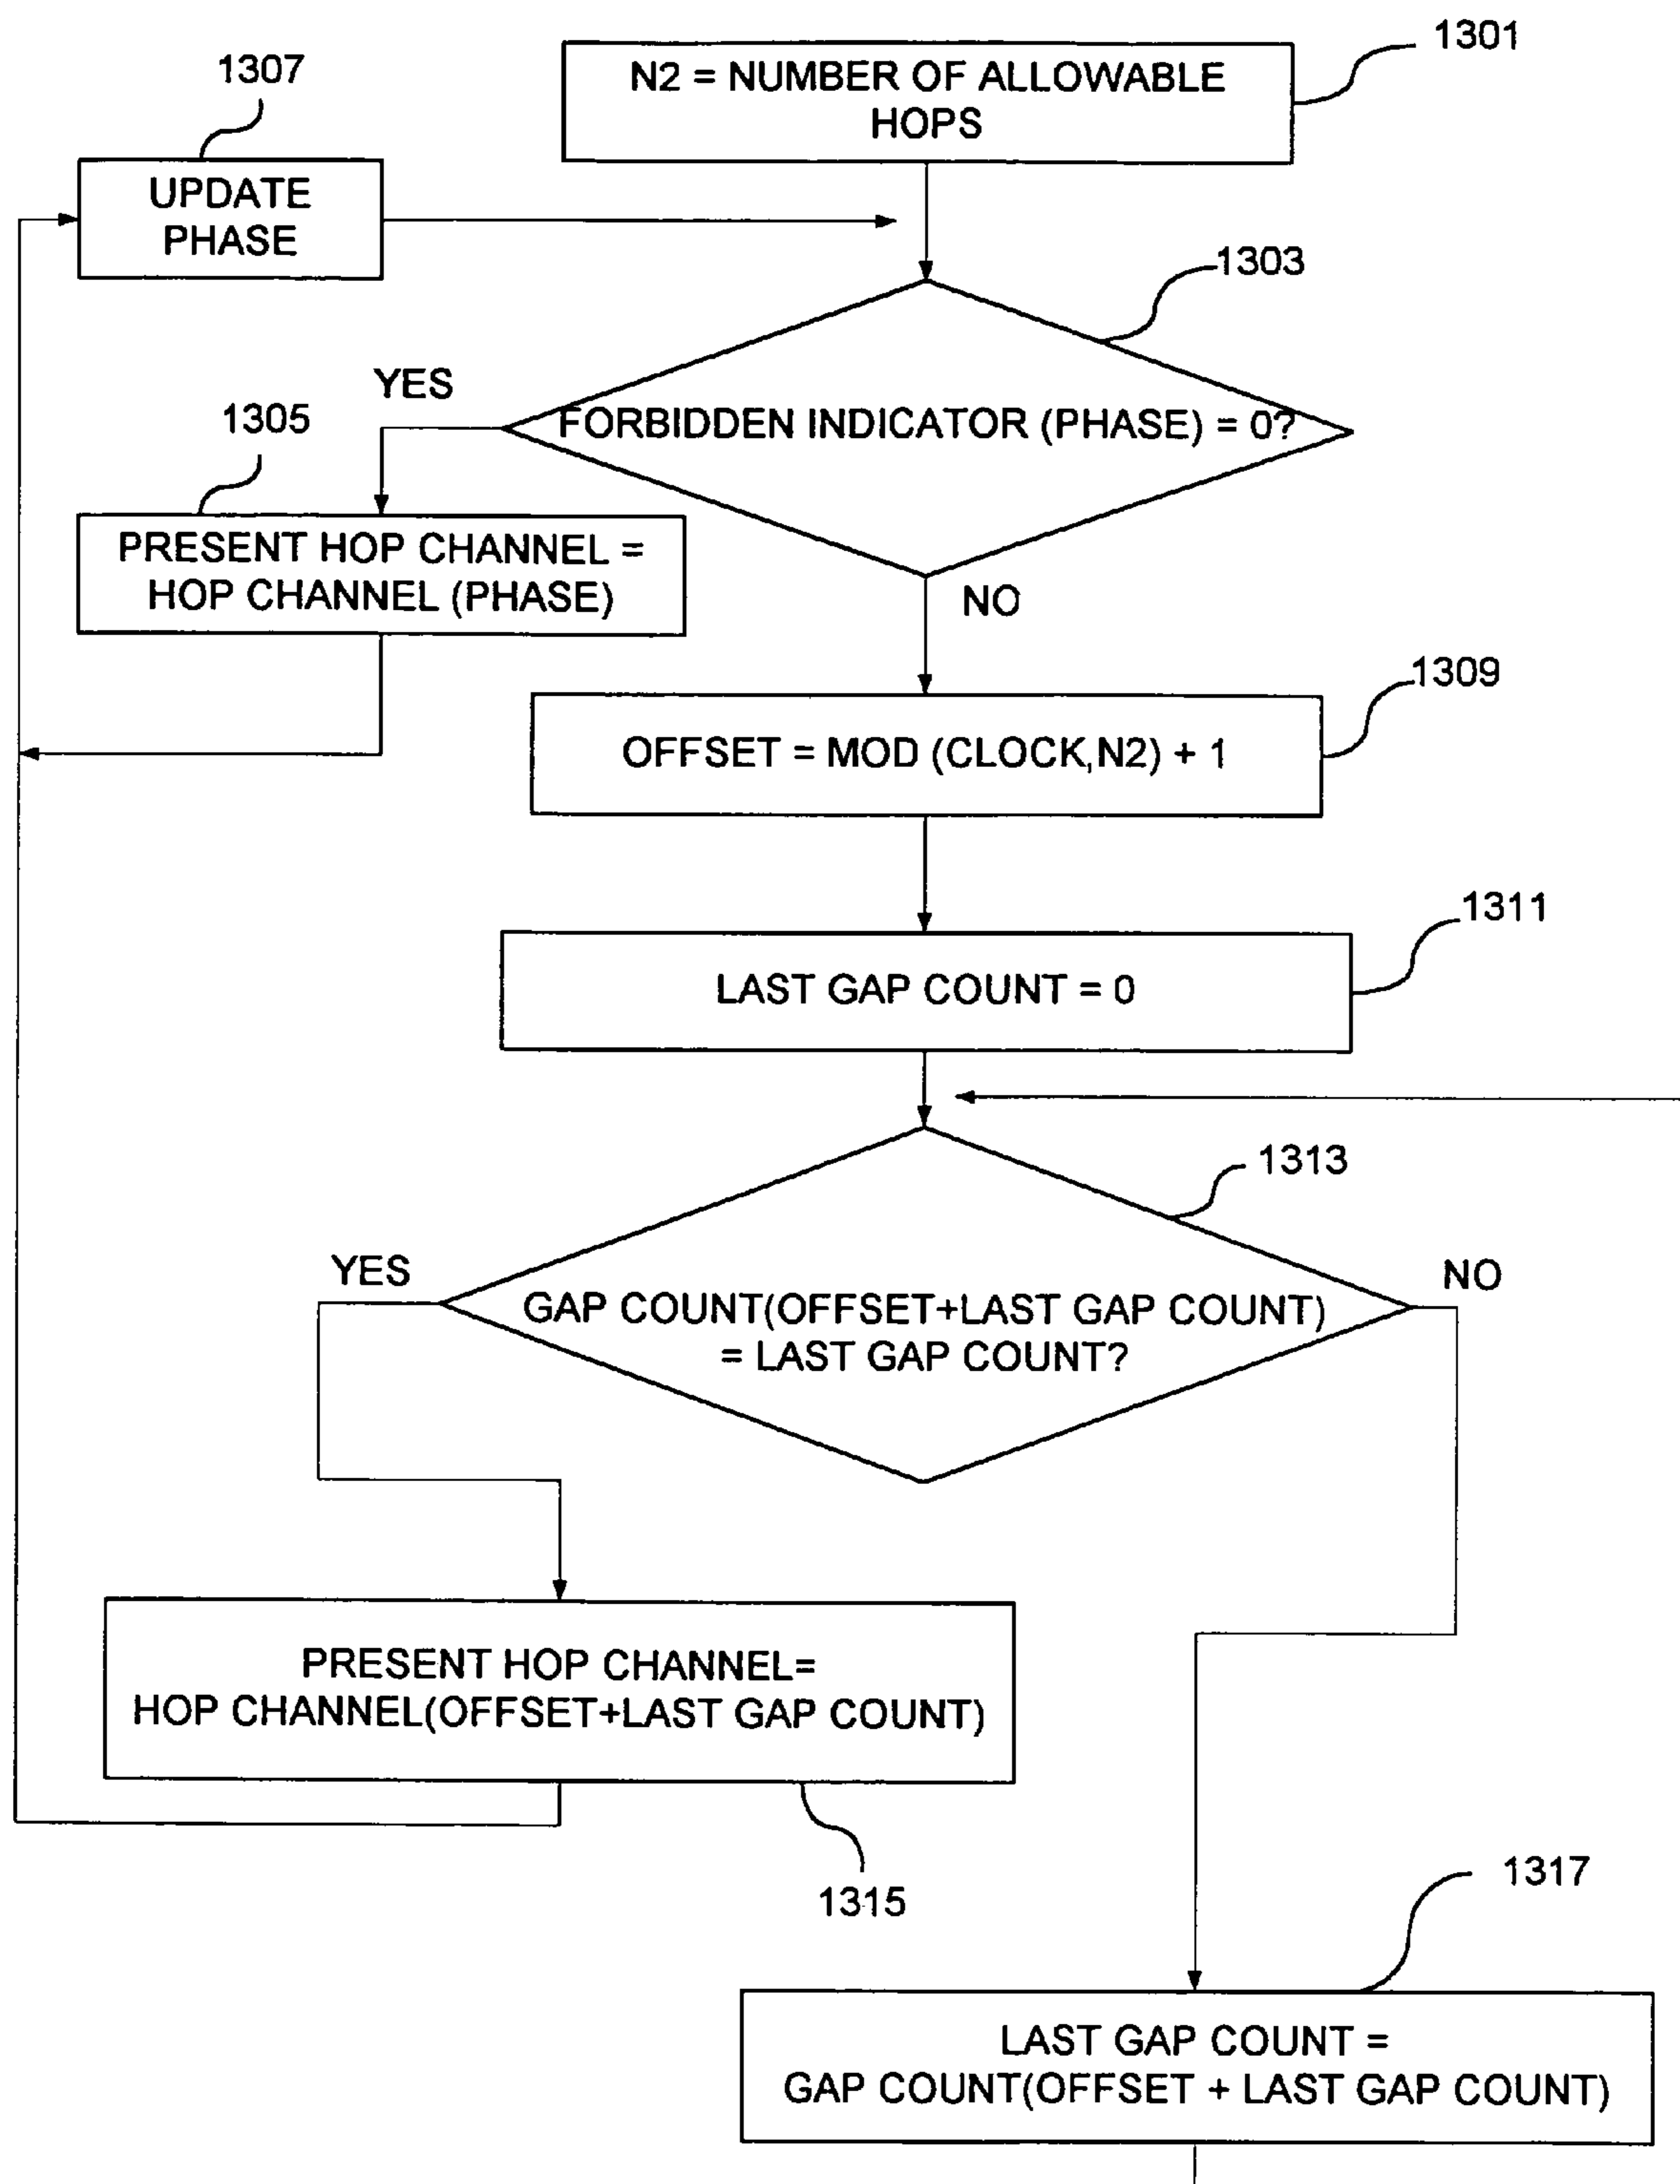 1301
N2 = NUMBER OF ALLOWABLE
HOPS
1307
UPDATE
PHASE
1303
YES
FORBIDDEN INDICATOR (PHASE) = 0?
1305
PRESENT HOP CHANNEL =
HOP CHANNEL (PHASE)
NO
1309
OFFSET = MOD (CLOCK,N2) + 1
1311
LAST GAP COUNT = 0
1313
YES
NO
GAP COUNT(OFFSET+LAST GAP COUNT)
= LAST GAP COUNT?
PRESENT HOP CHANNEL=
HOP CHANNEL(OFFSET+LAST GAP COUNT)
1315
1317
LAST GAP COUNT =
GAP COUNT(OFFSET + LAST GAP COUNT)